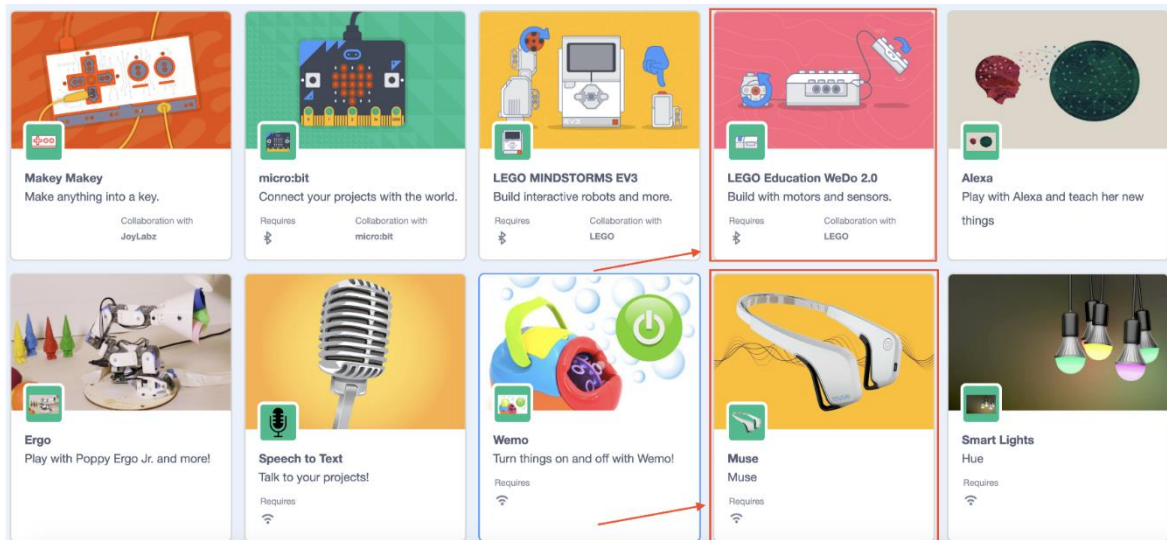 Makey Makey
Make anything into a key.
Collaboration with
JoyLabz
micro:bit
Connect your projects with the world.
Requires
Collaboration with
micro:bit
EV3
LEGO MINDSTORMS EV3
Build interactive robots and more.
Requires
Collaboration with
LEGO
LEGO Education WeDo 2.0
Build with motors and sensors.
Requires
Collaboration with
LEGO
Alexa
Play with Alexa and teach her new
things
Ergo
Play with Poppy Ergo Jr. and more!
Speech to Text
Talk to your projects!
Requires
Wemo
Turn things on and off with Wemo!
Requires
muse
Muse
Muse
Requires
Smart Lights
Hue
Requires